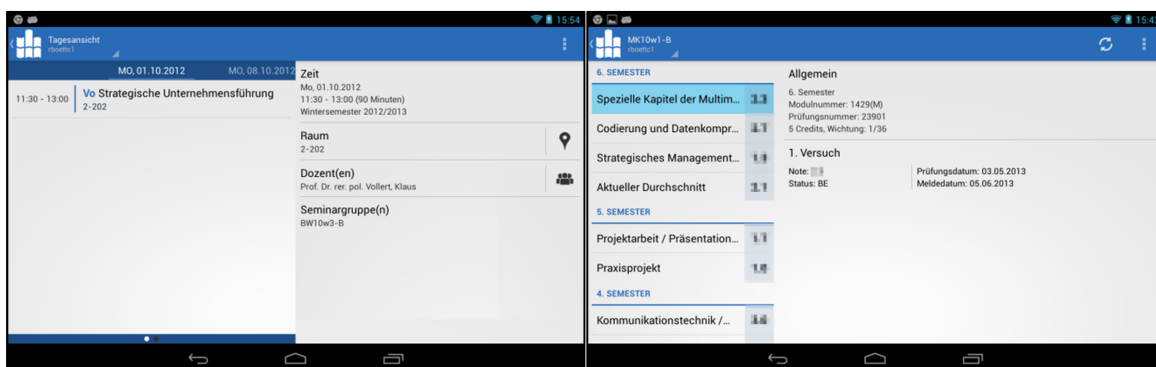 15:54
Tagesansicht
rboettc1
MO, 01.10.2012
MO, 08.10.2012
11:30 - 13:00
Vo Strategische Unternehmensführung
2-202
Zeit
Mo, 01.10.2012
11:30 - 13:00 (90 Minuten)
Wintersemester 2012/2013
Raum
2-202
Dozent(en)
Prof. Dr. rer. pol. Vollert, Klaus
Seminargruppe(n)
BW10w3-B
MK10w1-B
rboettc1
6. SEMESTER
Spezielle Kapitel der Multim...
Codierung und Datenkompr...
Strategisches Management...
Aktueller Durchschnitt
5. SEMESTER
Projektarbeit / Präsentation...
Praxisprojekt
4. SEMESTER
Kommunikationstechnik /...
Allgemein
6. Semester
Modulnummer: 1429(M)
Prüfungsnummer: 23901
5 Credits, Wichtung: 1/36
1. Versuch
Note:
Status: BE
Prüfungsdatum: 03.05.2013
Meldedatum: 05.06.2013